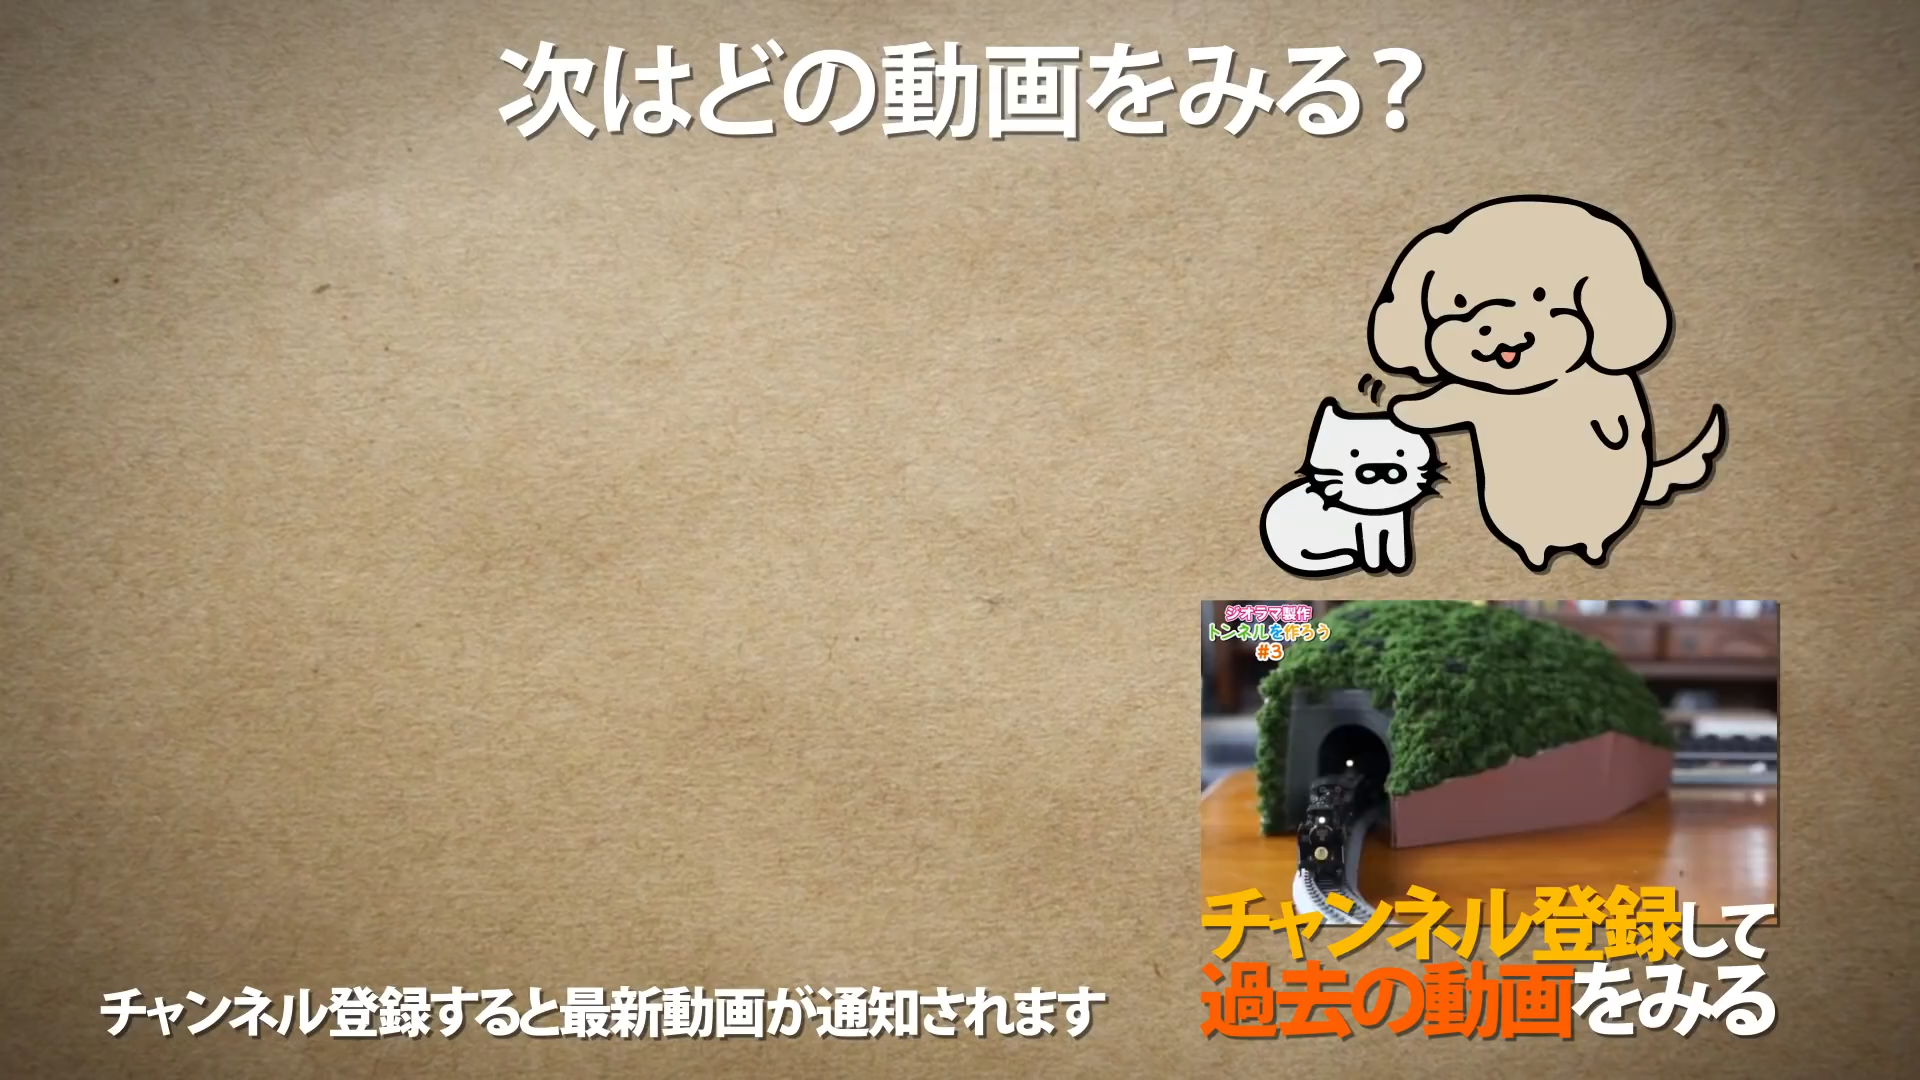 次はどの動画をみる?
ジオラマ製作
トンネルを作ろう
#3
チャンネル登録して
過去の動画をみる
チャンネル登録すると最新動画が通知されます